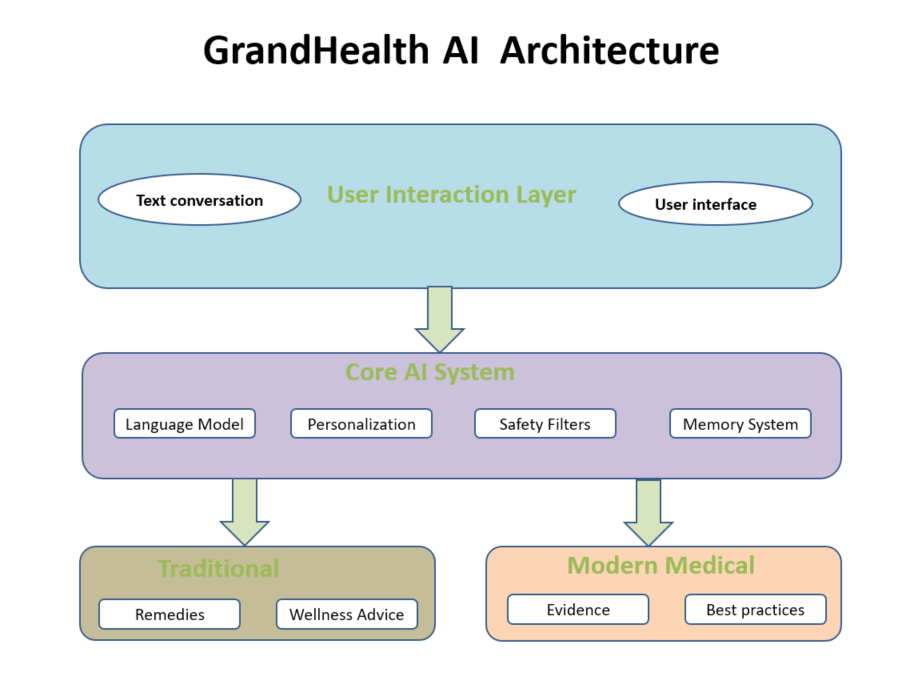 GrandHealth AI Architecture
Text conversation
User Interaction Layer
User interface
Core AI System
Language Model
Personalization
Safety Filters
Memory System
Traditional
Remedies
Wellness Advice
Modern Medical
Evidence
Best practices